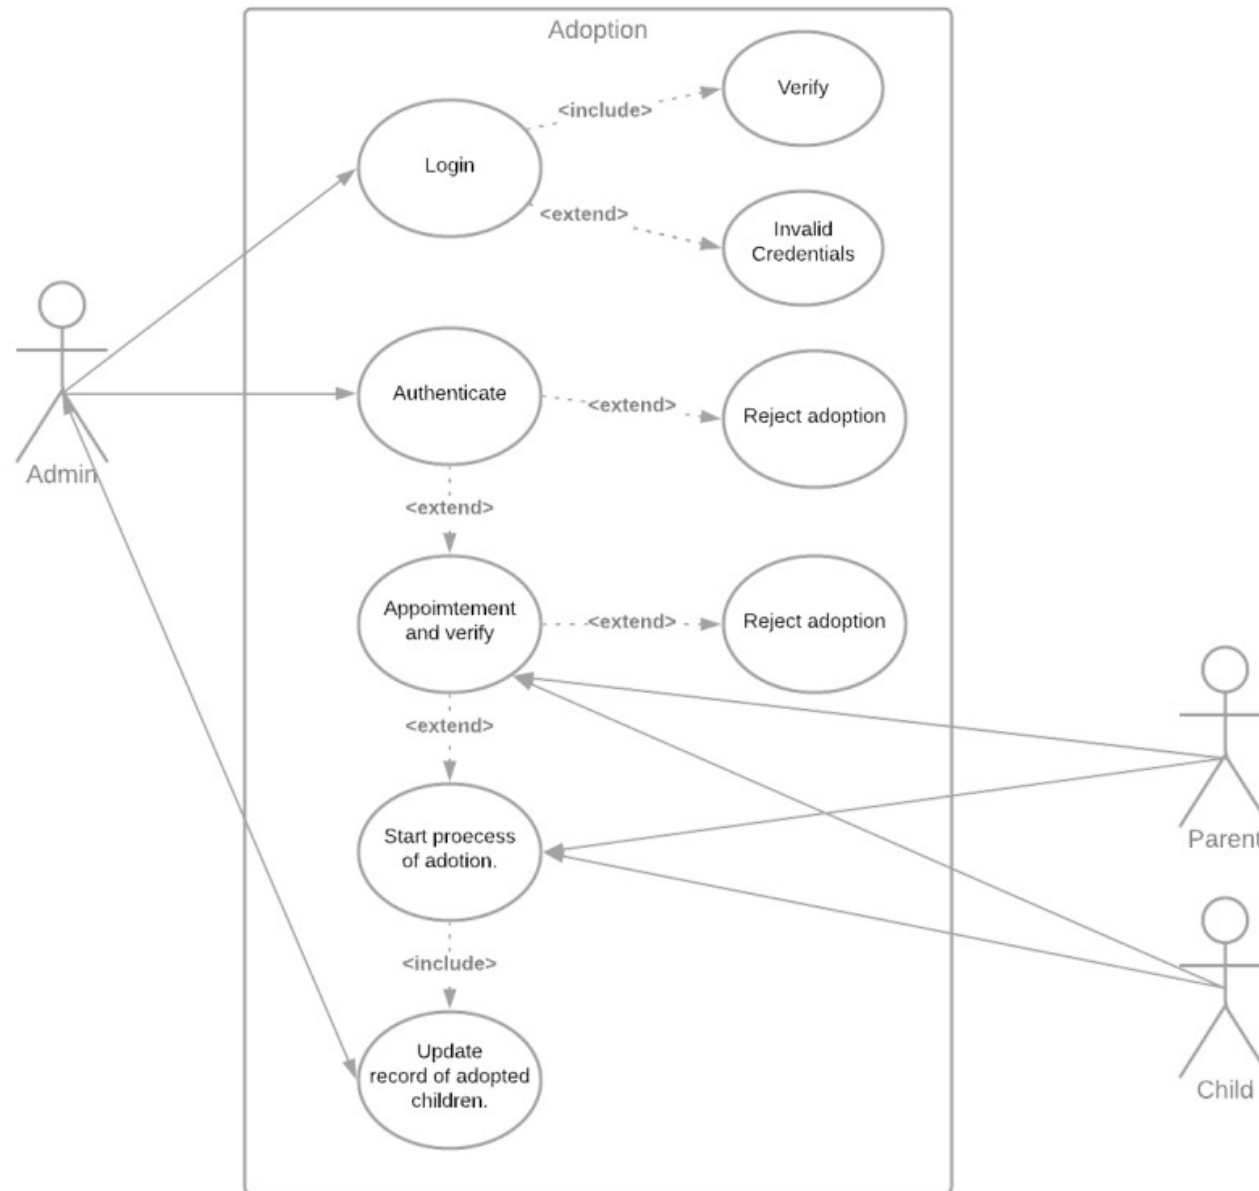 Adoption
Verify
<include>
Login
<extend>
Invalid
Credentials
Authenticate
<extend>
Reject adoption
Admin
<extend>
Appoimtement
and verify
<extend>
Reject adoption
<extend>
Start proecess
of adotion.
Parent
<include>
Update
record of adopted
children.
Child